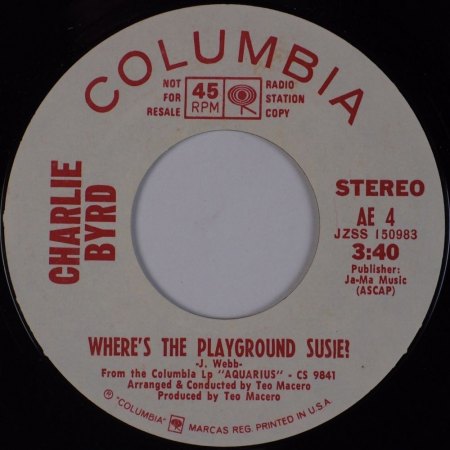 COLUMBIA
NOT
FOR
RESALE
45
RPM
RADIO
STATION
COPY
CHARLIE
BYRD
STEREO
AE 4
JZSS 150983
3:40
Publisher:
Ja-Ma Music
(ASCAP)
WHERE'S THE PLAYGROUND SUSIE?
-J. Webb-
From the Columbia Lp "AQUARIUS" - CS 9841
Arranged & Conducted by Teo Macero
Produced by Teo Macero
℗ "COLUMBIA" MARCAS REG. PRINTED IN U.S.A.